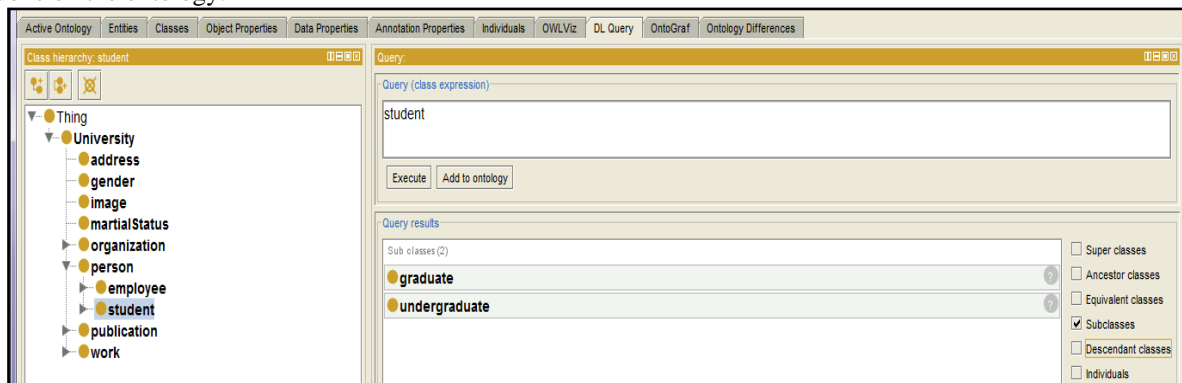 Active Ontology Entities Classes Object Properties Data Properties Annotation Properties Individuals OWLViz DL Query OntoGraf Ontology Differences
Class hierarchy: student
Thing
University
address
gender
image
martialStatus
organization
person
employee
student
publication
work
Query:
Query (class expression)
student
Execute Add to ontology
Query results
Sub classes (2)
graduate ?
undergraduate ?
Super classes
Ancestor classes
Equivalent classes
Subclasses
Descendant classes
Individuals